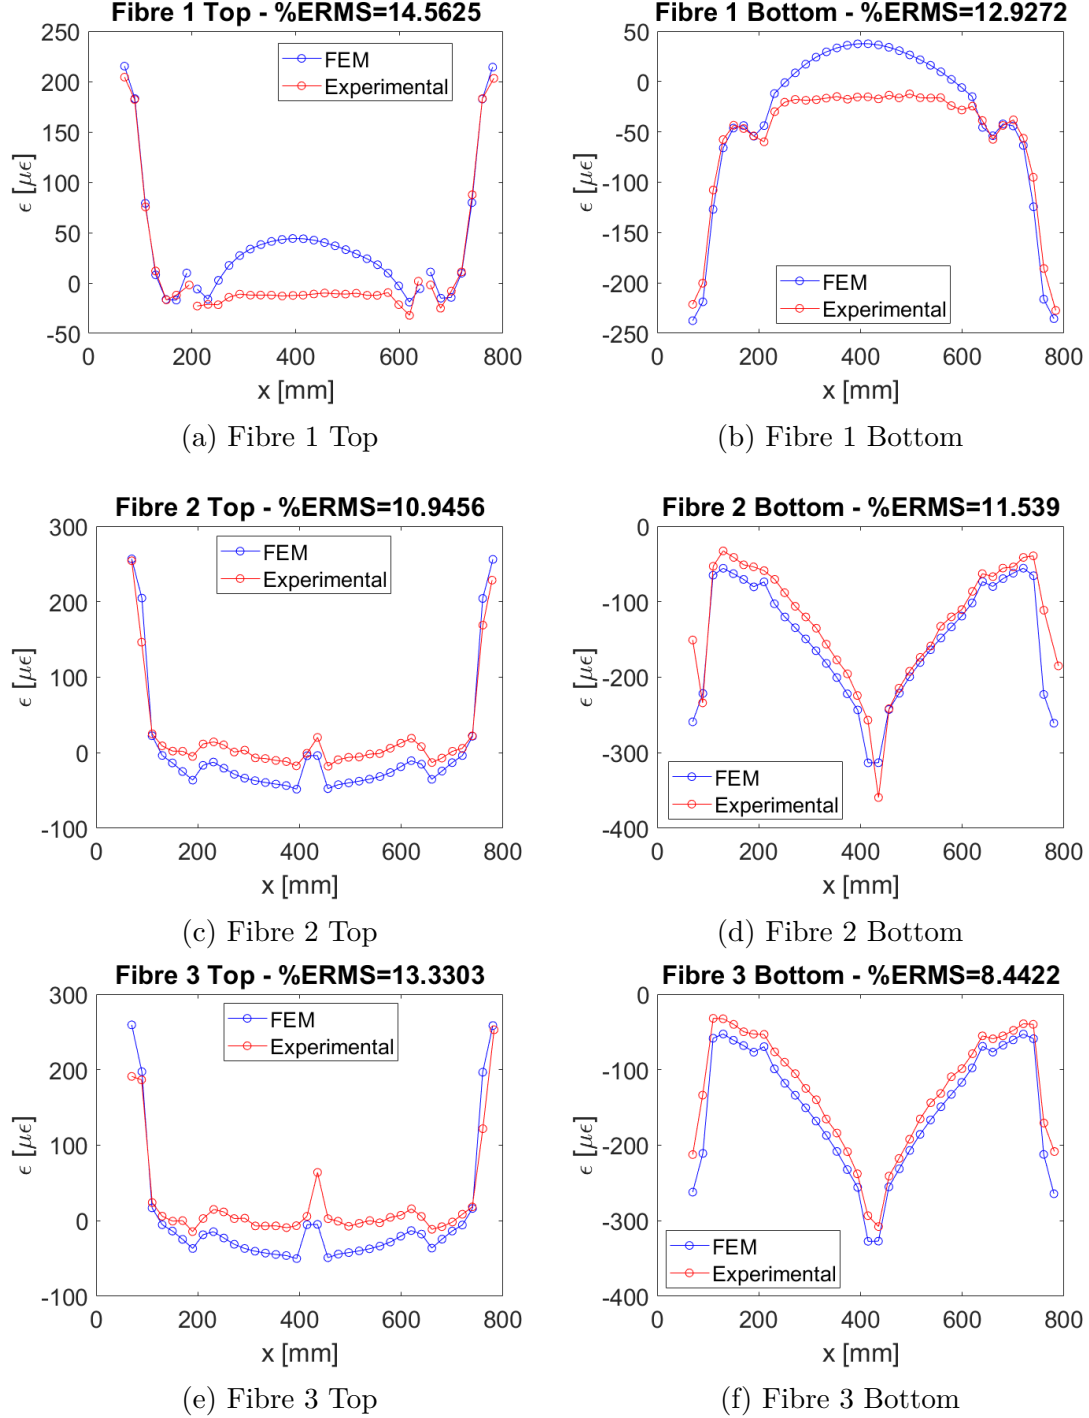 Fibre 1 Top - %ERMS=14.5625
250
200
150
100
50
0
-50
0
200
400
600
800
ϵ [μϵ]
x [mm]
FEM
Experimental
(a) Fibre 1 Top
Fibre 1 Bottom - %ERMS=12.9272
50
0
-50
-100
-150
-200
-250
0
200
400
600
800
ϵ [μϵ]
x [mm]
FEM
Experimental
(b) Fibre 1 Bottom
Fibre 2 Top - %ERMS=10.9456
300
200
100
0
-100
0
200
400
600
800
ϵ [μϵ]
x [mm]
FEM
Experimental
(c) Fibre 2 Top
Fibre 2 Bottom - %ERMS=11.539
0
-100
-200
-300
-400
0
200
400
600
800
ϵ [μϵ]
x [mm]
FEM
Experimental
(d) Fibre 2 Bottom
Fibre 3 Top - %ERMS=13.3303
300
200
100
0
-100
0
200
400
600
800
ϵ [μϵ]
x [mm]
FEM
Experimental
(e) Fibre 3 Top
Fibre 3 Bottom - %ERMS=8.4422
0
-100
-200
-300
-400
0
200
400
600
800
ϵ [μϵ]
x [mm]
FEM
Experimental
(f) Fibre 3 Bottom